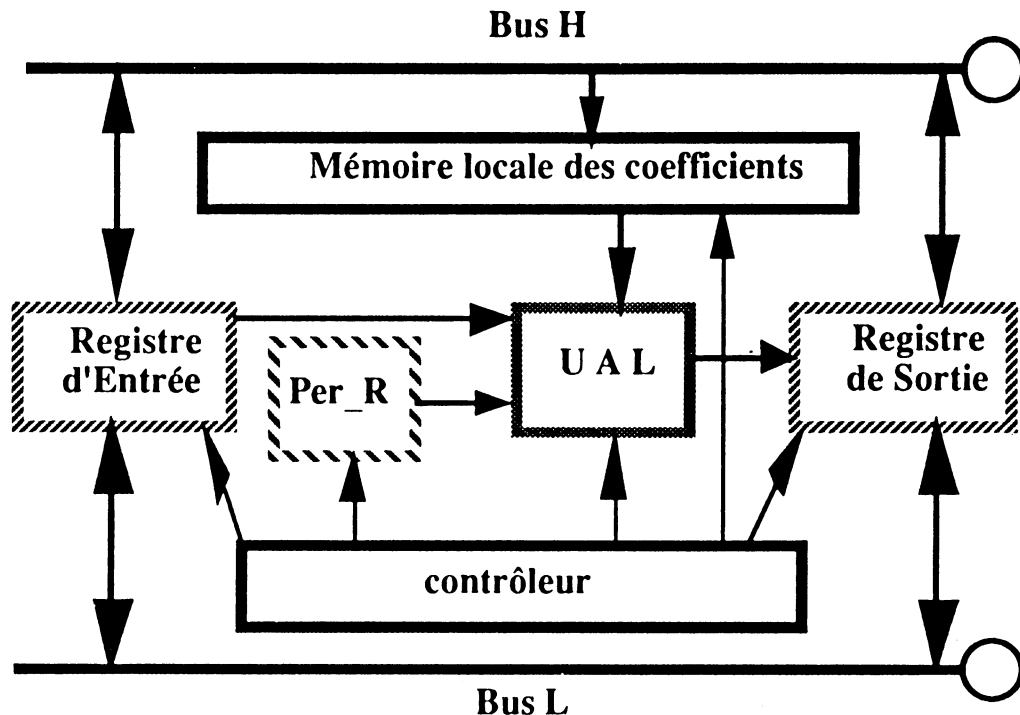 Bus H
Mémoire locale des coefficients
Registre
d'Entrée
Per_R
U A L
Registre
de Sortie
contrôleur
Bus L